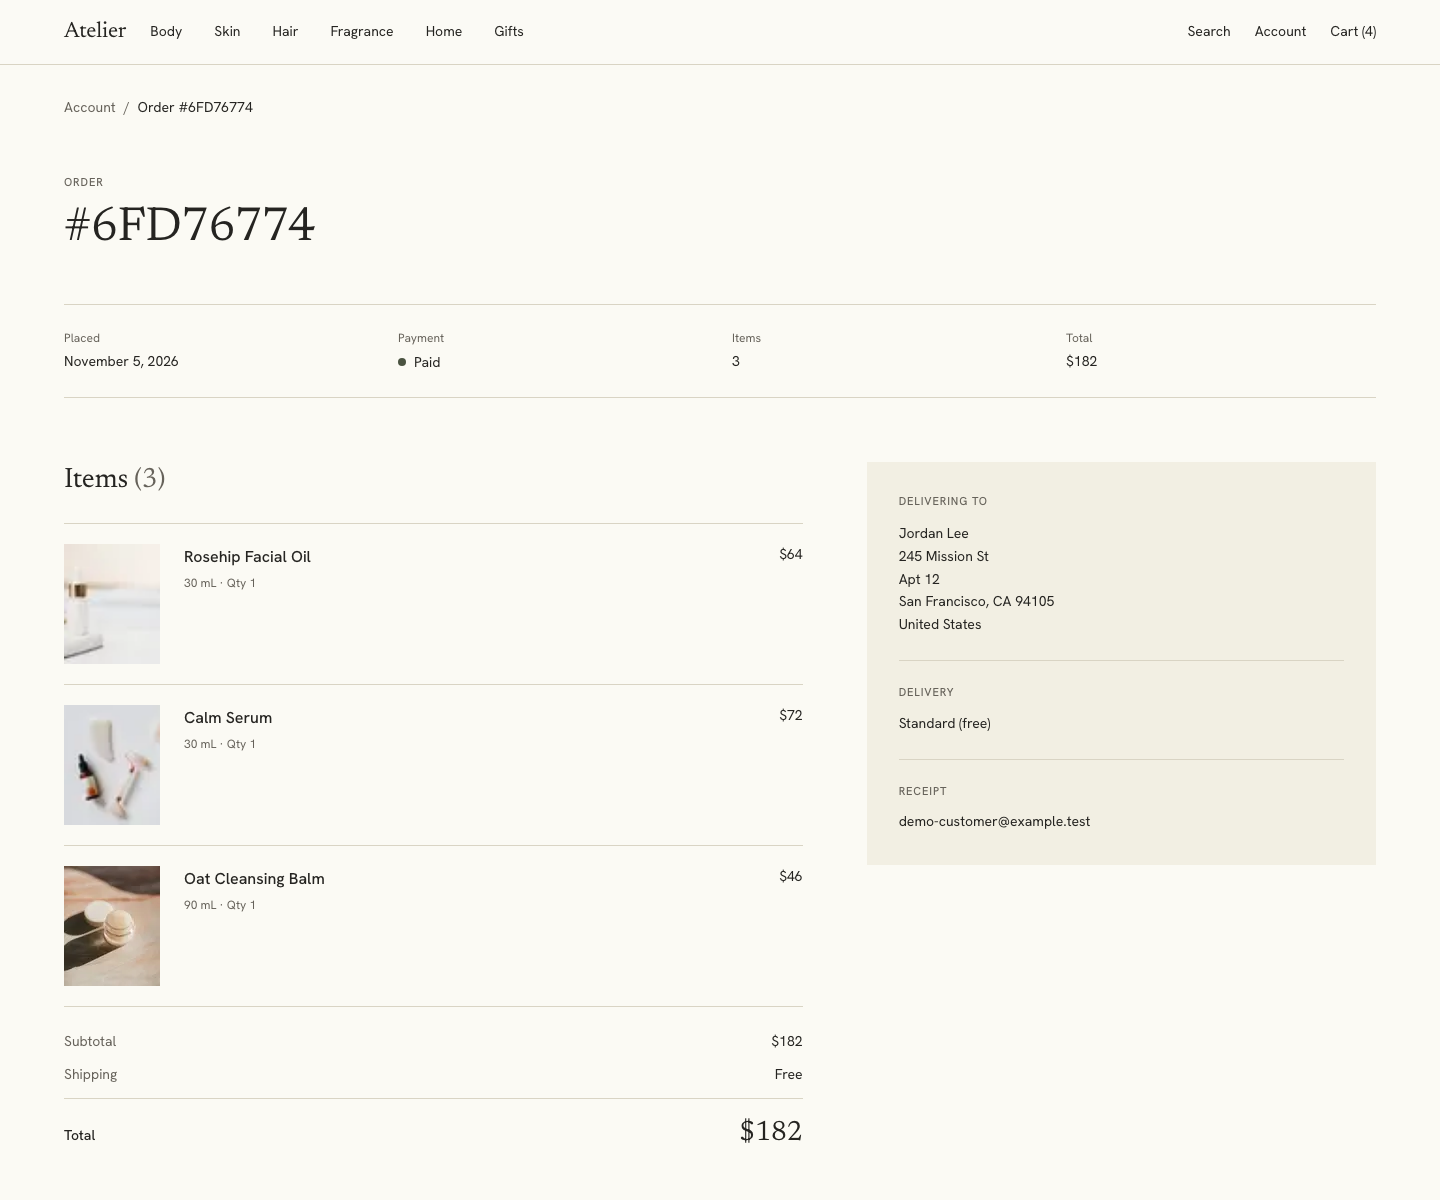 Atelier Body Skin Hair Fragrance Home Gifts Search Account Cart (4)
Account / Order #6FD76774
ORDER
#6FD76774
Placed Payment Items Total
November 5, 2026 Paid 3 $182
Items (3)
Rosehip Facial Oil $64
30 mL · Qty 1
Calm Serum $72
30 mL · Qty 1
Oat Cleansing Balm $46
90 mL · Qty 1
Subtotal $182
Shipping Free
Total $182
DELIVERING TO
Jordan Lee
245 Mission St
Apt 12
San Francisco, CA 94105
United States
DELIVERY
Standard (free)
RECEIPT
demo-customer@example.test